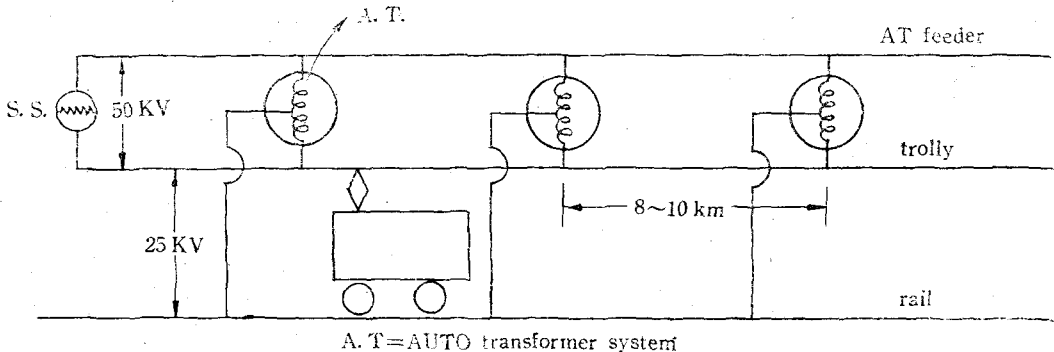 A. T.
AT feeder
S. S.
50 KV
trolly
8~10 km
25 KV
rail
A. T=AUTO transformer system